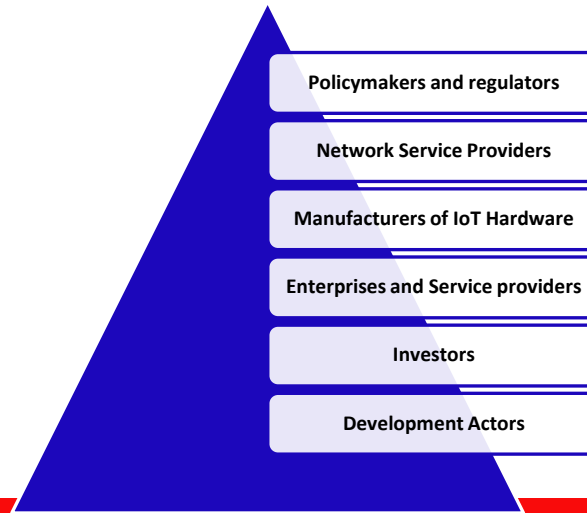 Policymakers and regulators
Network Service Providers
Manufacturers of IoT Hardware
Enterprises and Service providers
Investors
Development Actors